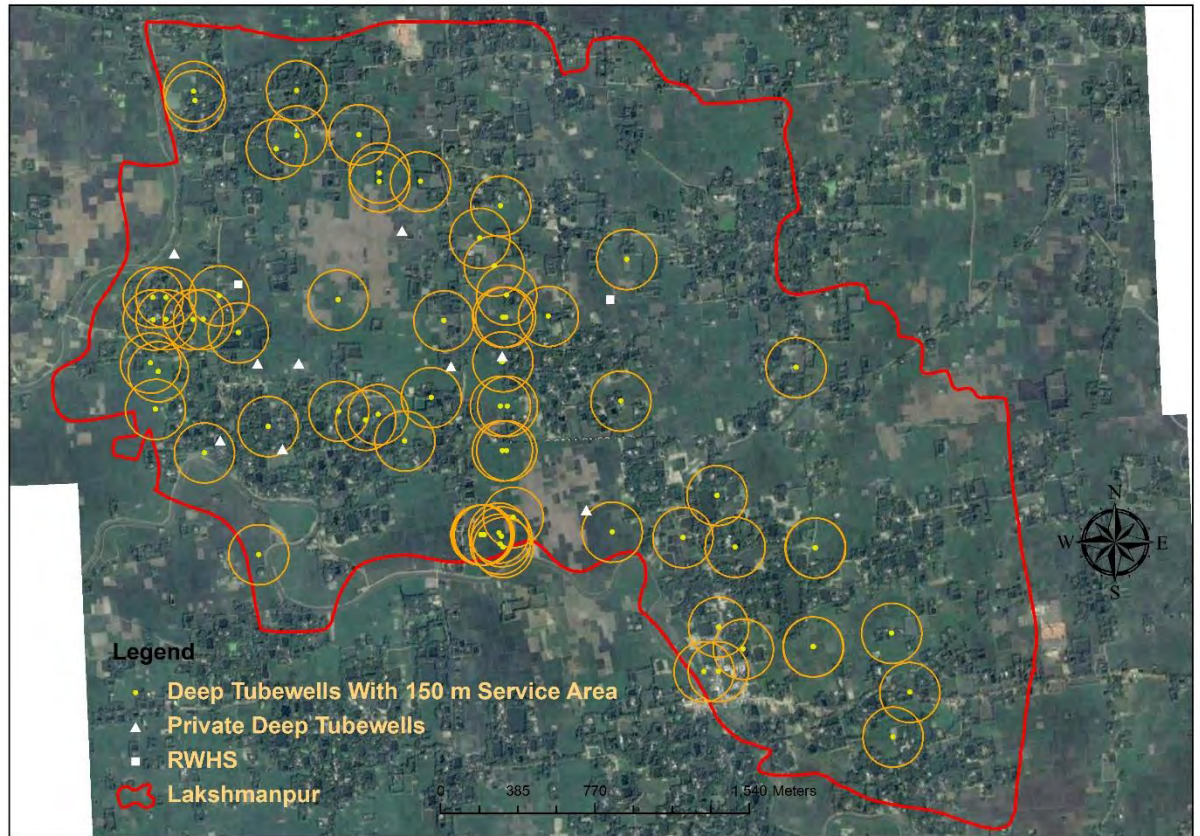 N
W E
S
Legend
Deep Tubewells With 150 m Service Area
Private Deep Tubewells
RWHS
Lakshmanpur
0 385 770 1,540 Meters